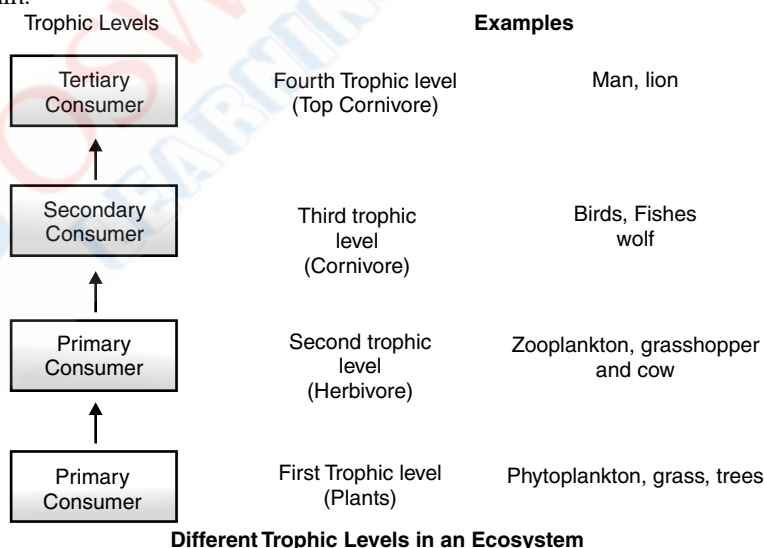 Trophic Levels Examples
Tertiary Fourth Trophic level Man, lion
Consumer (Top Cornivore)
Secondary Third trophic Birds, Fishes
Consumer level wolf
(Cornivore)
Primary Second trophic Zooplankton, grasshopper
Consumer level and cow
(Herbivore)
Primary First Trophic level Phytoplankton, grass, trees
Consumer (Plants)
Different Trophic Levels in an Ecosystem